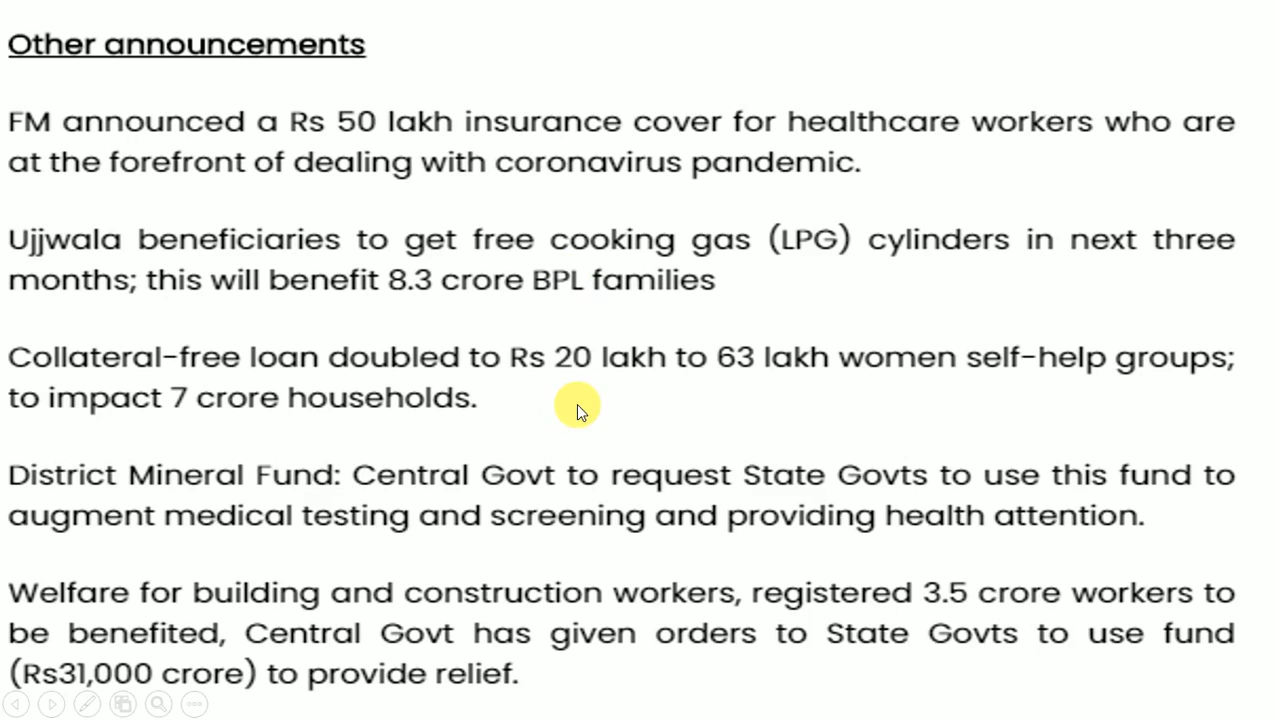 Other announcements
FM announced a Rs 50 lakh insurance cover for healthcare workers who are
at the forefront of dealing with coronavirus pandemic.
Ujjwala beneficiaries to get free cooking gas (LPG) cylinders in next three
months; this will benefit 8.3 crore BPL families
Collateral-free loan doubled to Rs 20 lakh to 63 lakh women self-help groups;
to impact 7 crore households.
District Mineral Fund: Central Govt to request State Govts to use this fund to
augment medical testing and screening and providing health attention.
Welfare for building and construction workers, registered 3.5 crore workers to
be benefited, Central Govt has given orders to State Govts to use fund
(Rs31,000 crore) to provide relief.